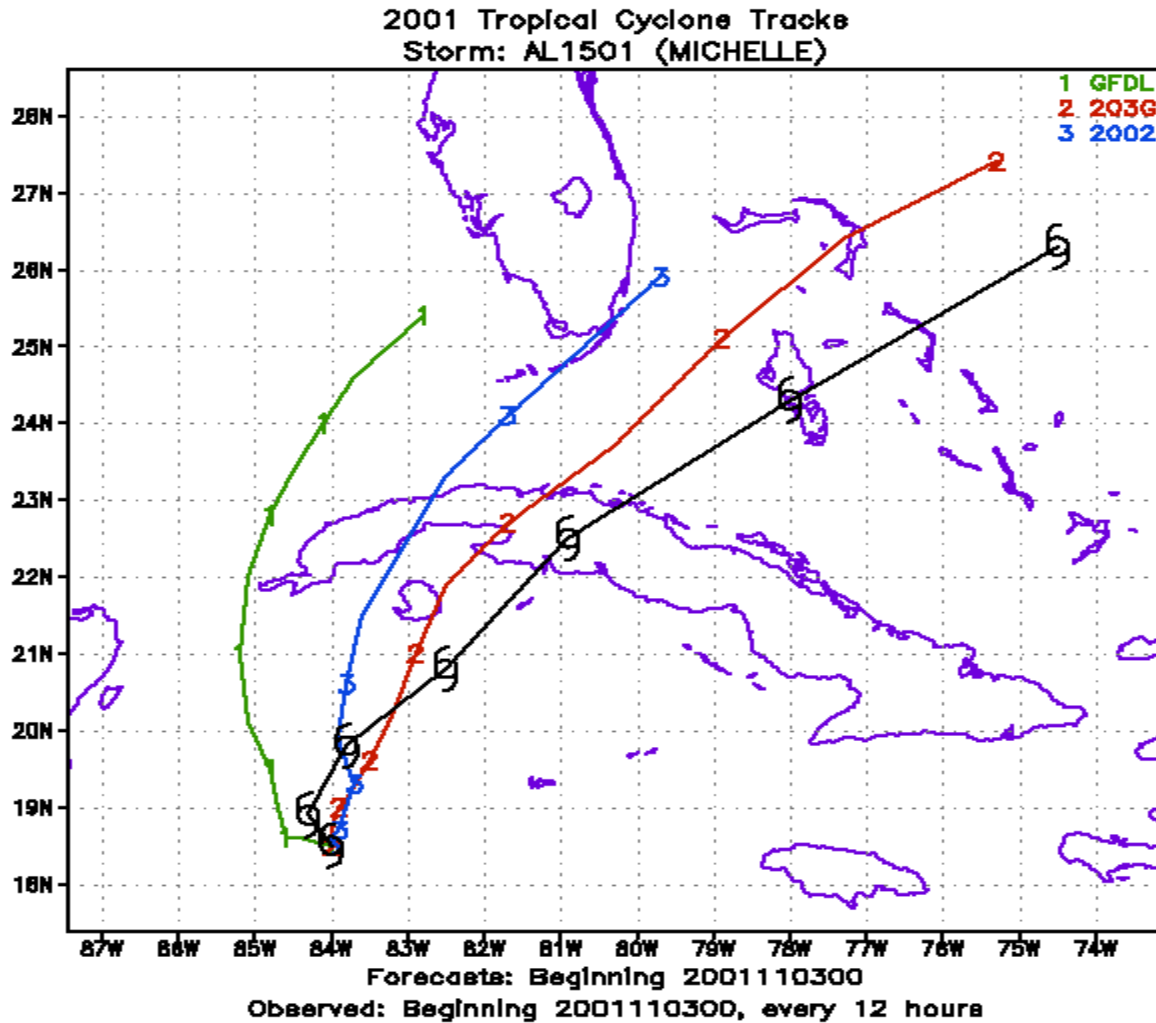 2001 Tropical Cyclone Tracks
Storm: AL1501 (MICHELLE)
1 GFDL
2 2Q3G
3 2002
28N
27N
26N
25N
24N
23N
22N
21N
20N
19N
18N
87W 86W 85W 84W 83W 82W 81W 80W 79W 78W 77W 76W 75W 74W
Forecasts: Beginning 2001110300
Observed: Beginning 2001110300, every 12 hours